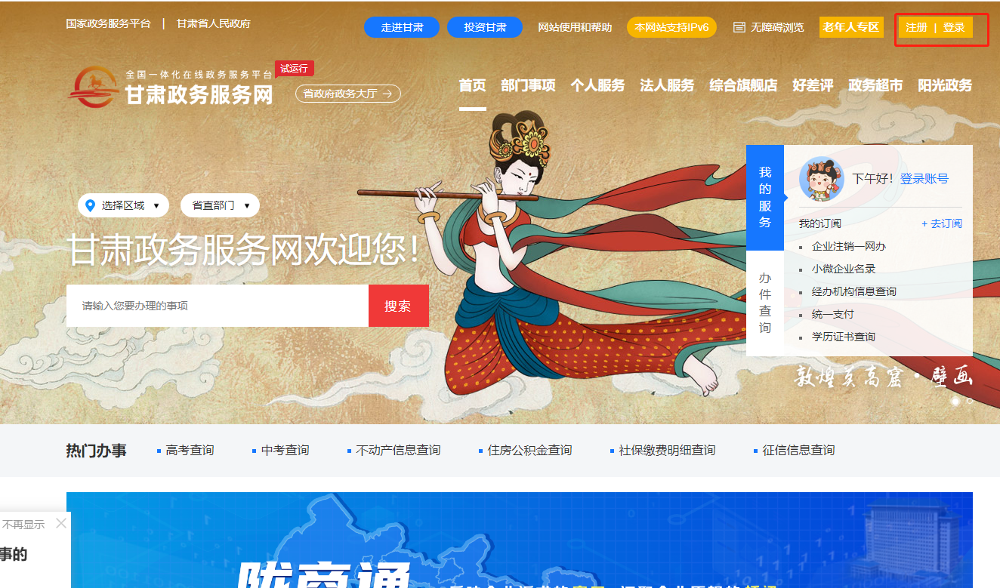 国家政务服务平台 | 甘肃省人民政府
走进甘肃 投资甘肃 网站使用和帮助 本网站支持IPv6 无障碍浏览 老年人专区 注册 | 登录
全国一体化在线政务服务平台 试运行
甘肃政务服务网 省政府政务大厅 →
首页 部门事项 个人服务 法人服务 综合旗舰店 好差评 政务超市 阳光政务
选择区域 ▼ 省直部门 ▼
甘肃政务服务网欢迎您!
请输入您要办理的事项 搜索
我的服务
办件查询
下午好! 登录账号
我的订阅 + 去订阅
企业注销一网办
小微企业名录
经办机构信息查询
统一支付
学历证书查询
敦煌莫高窟·壁画
热门办事 高考查询 中考查询 不动产信息查询 住房公积金查询 社保缴费明细查询 征信信息查询
不再显示
事的
陇商通